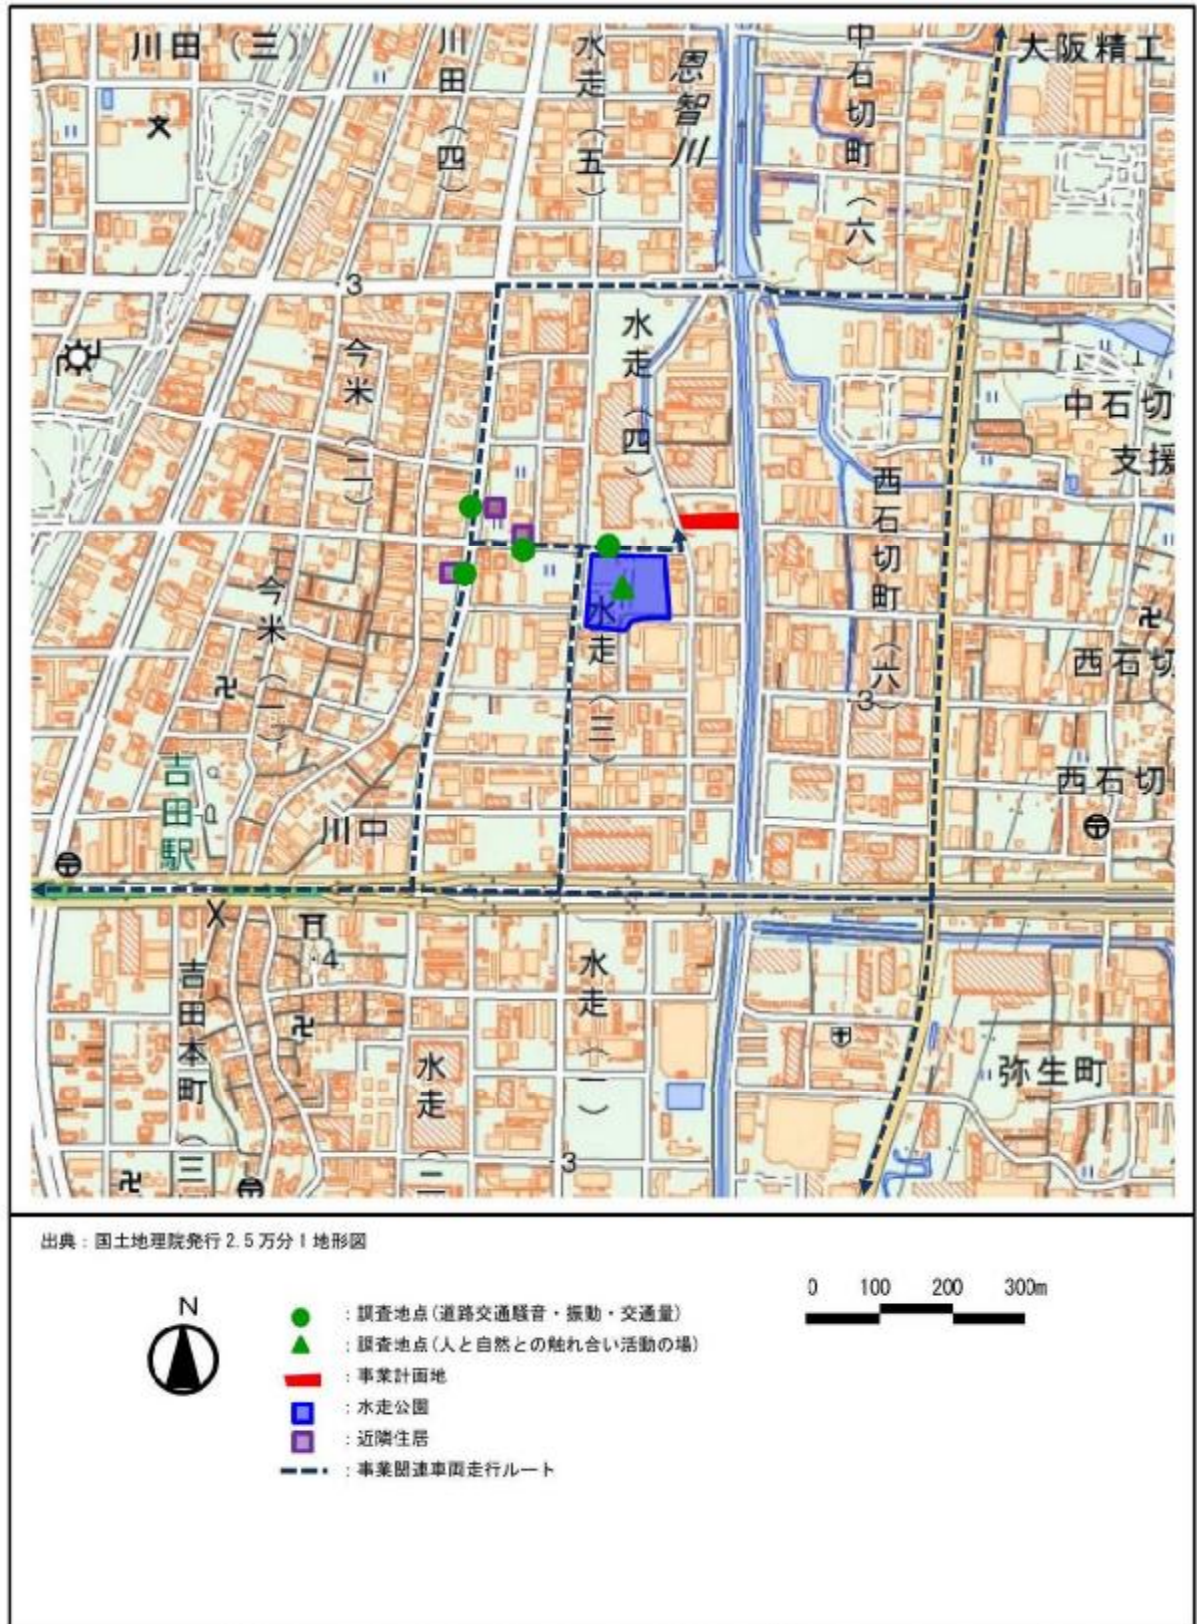 川田(三)
川田(四)
水走(五)
恩智川
中石切町(六)
大阪精工
3
今米(二)
水走(四)
中石切
支援
西石切町(六)
今米(一)
水走(三)
西石切
3
吉田駅
川中
西石切
4
吉田本町(三)
水走(一)
水走(二)
弥生町
3
出典:国土地理院発行2.5万分1地形図
N
0 100 200 300m
:調査地点(道路交通騒音・振動・交通量)
:調査地点(人と自然との触れ合い活動の場)
:事業計画地
:水走公園
:近隣住居
:事業関連車両走行ルート